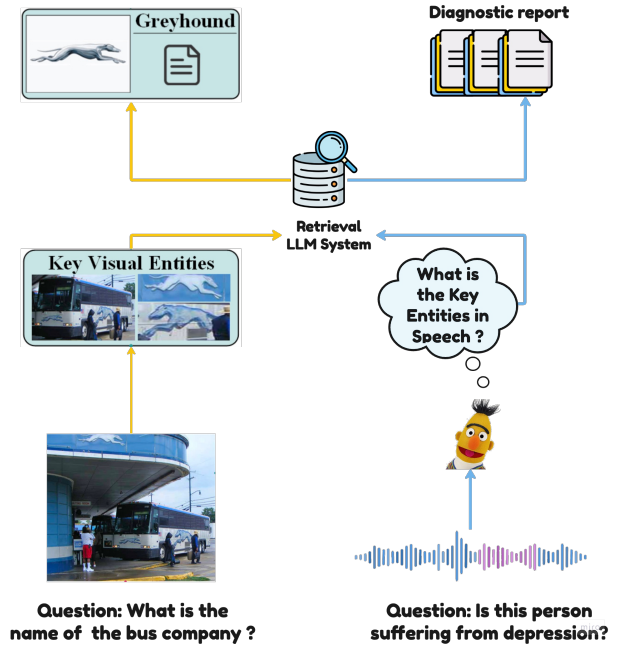 Greyhound
Diagnostic report
Retrieval
LLM System
Key Visual Entities
What is
the Key
Entities in
Speech ?
Question: What is the
name of the bus company ?
Question: Is this person
suffering from depression?
miro